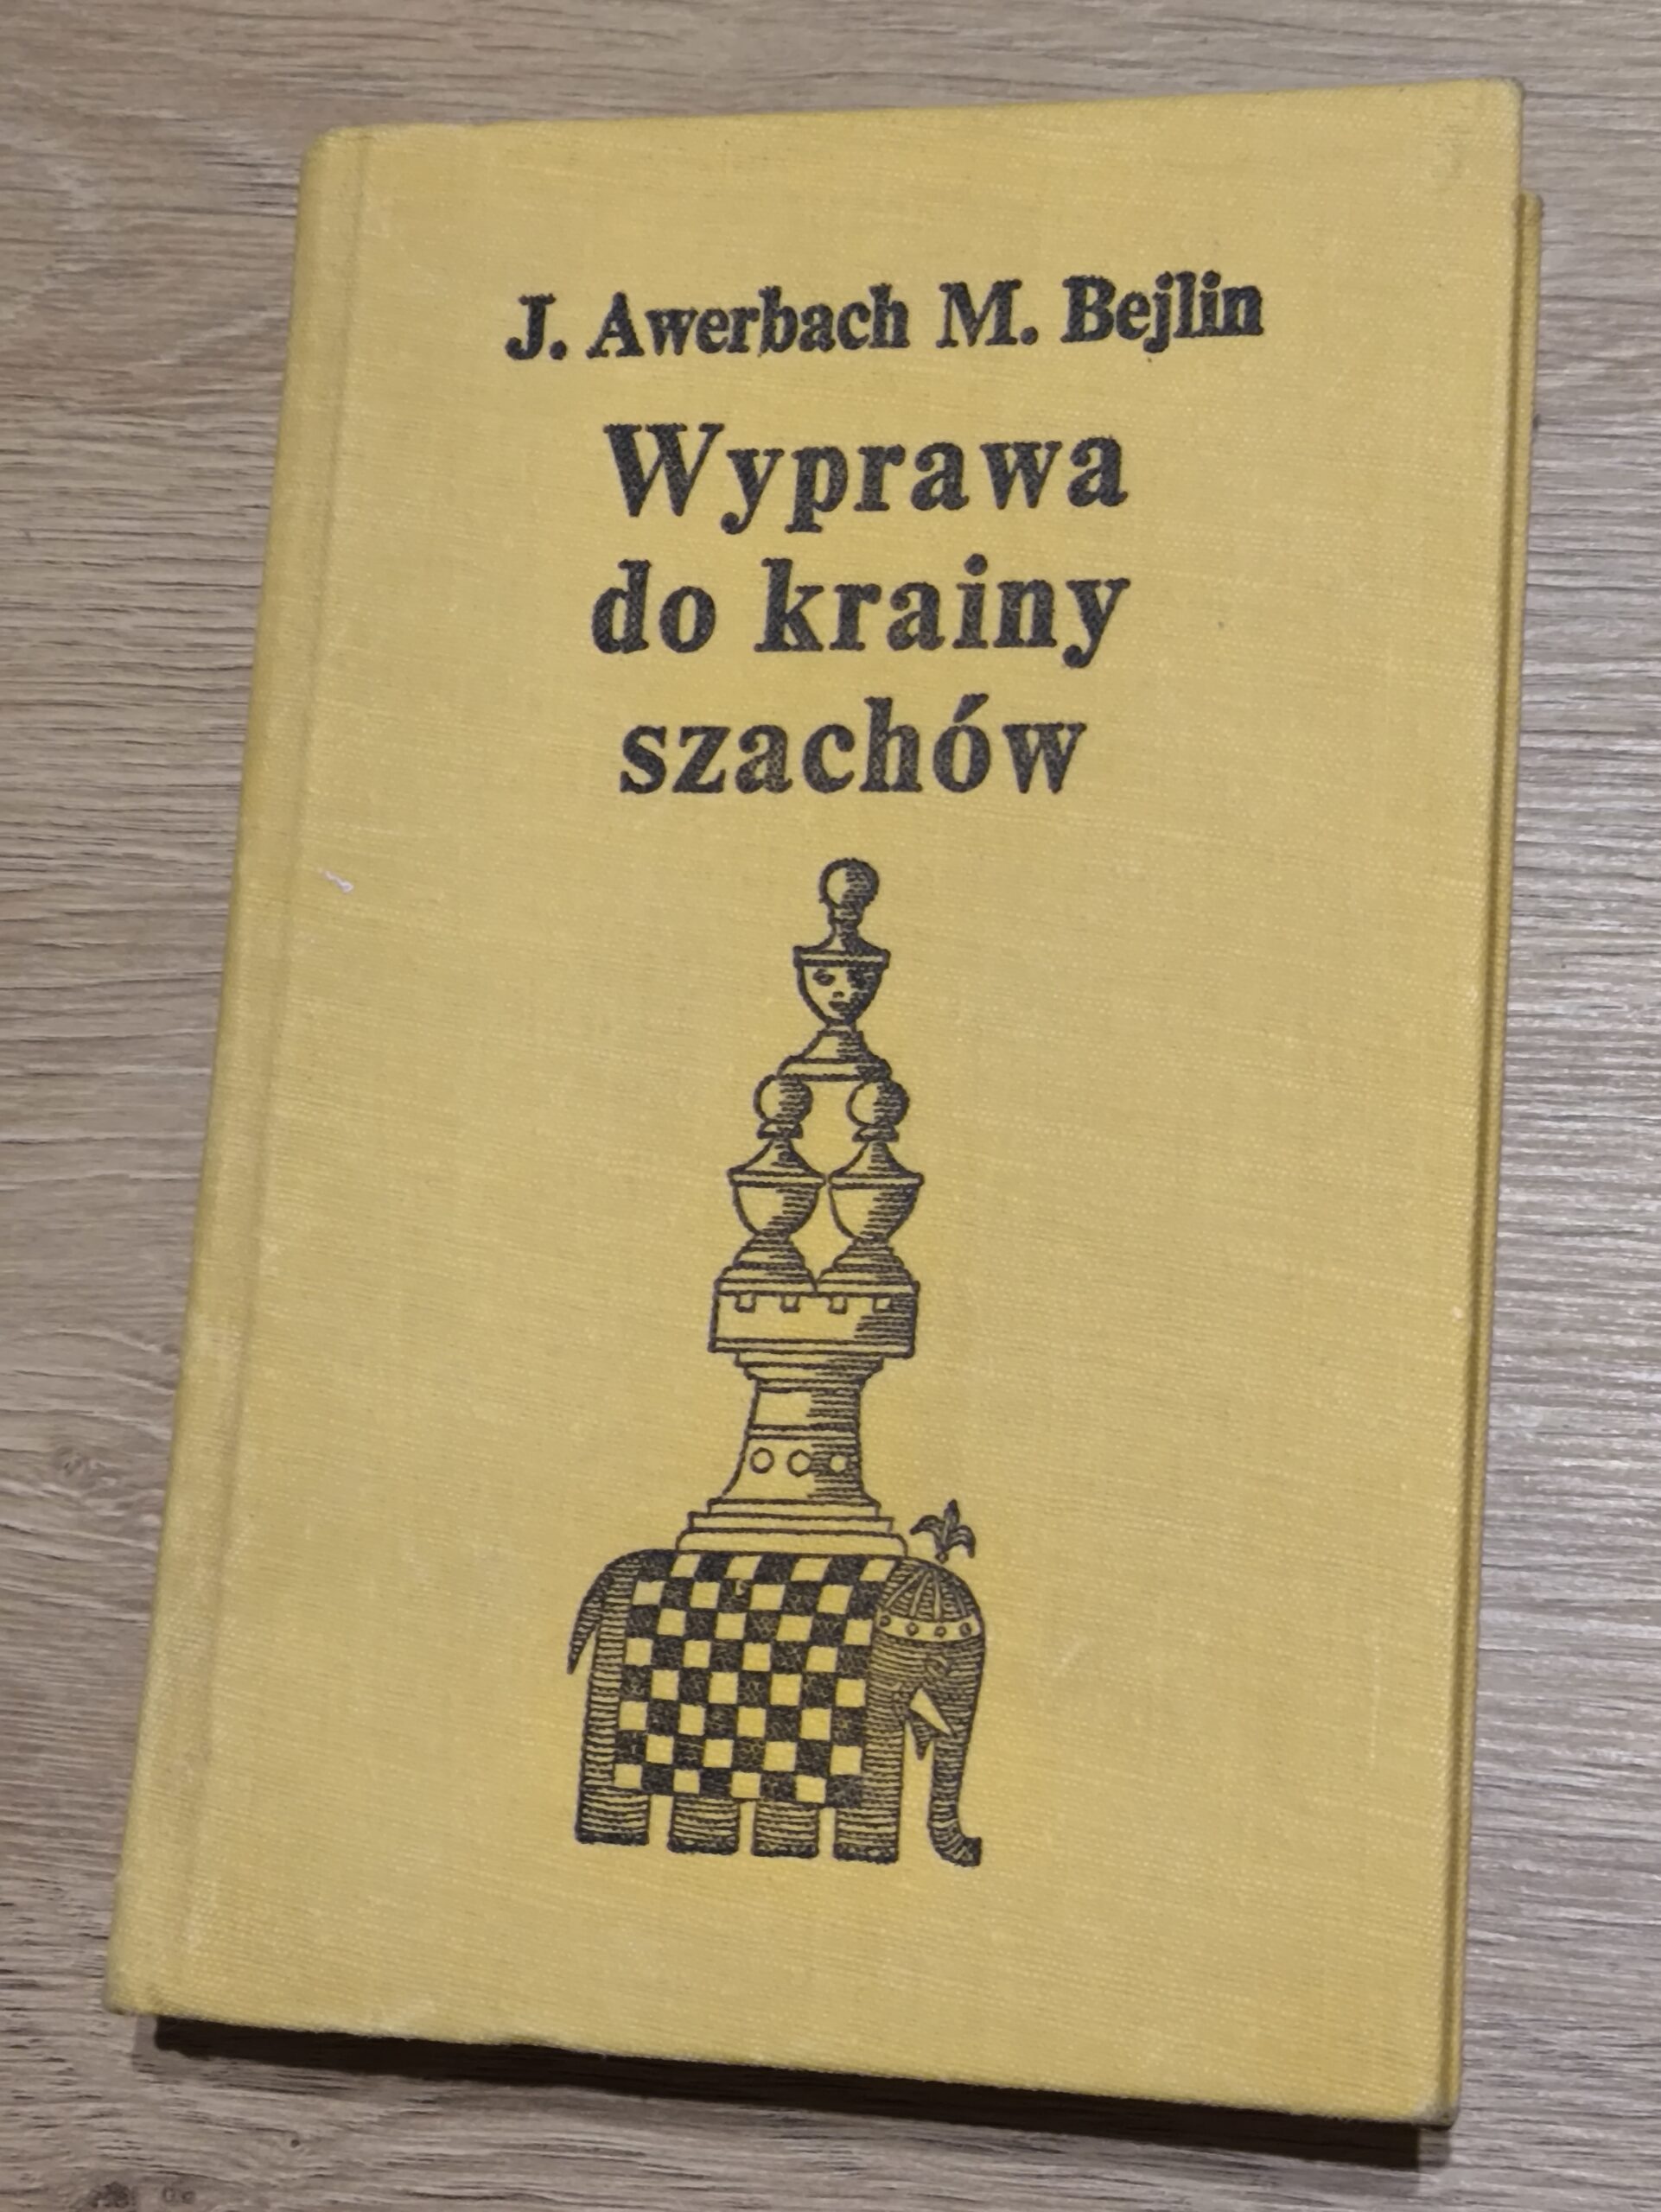 J. Awerbach M. Bejlin
Wyprawa
do krainy
szachów